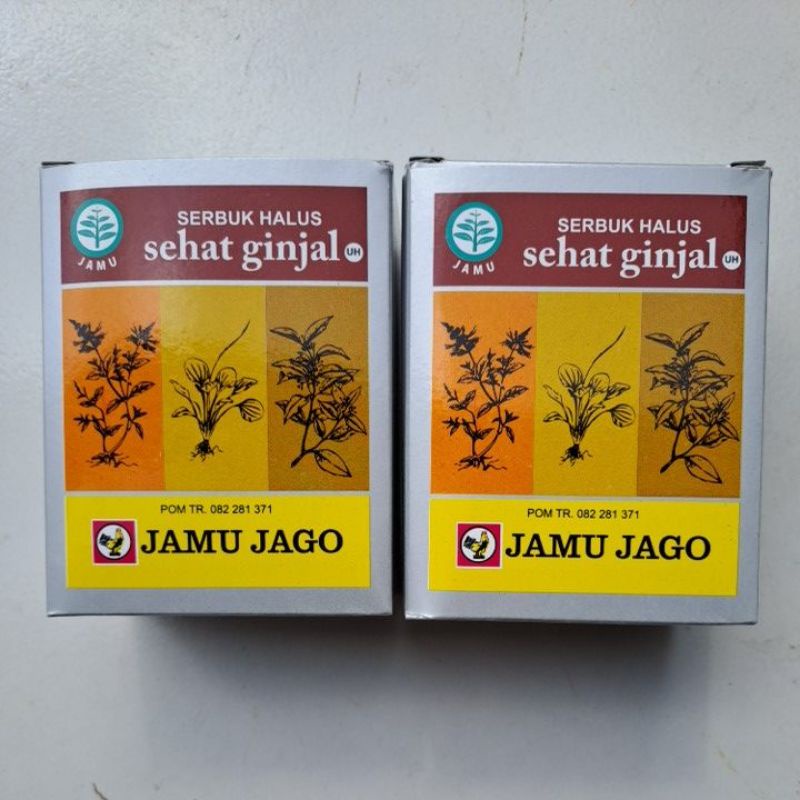 JAMU
SERBUK HALUS
sehat ginjal UH
POM TR. 082 281 371
JAMU JAGO
JAMU
SERBUK HALUS
sehat ginjal UH
POM TR. 082 281 371
JAMU JAGO